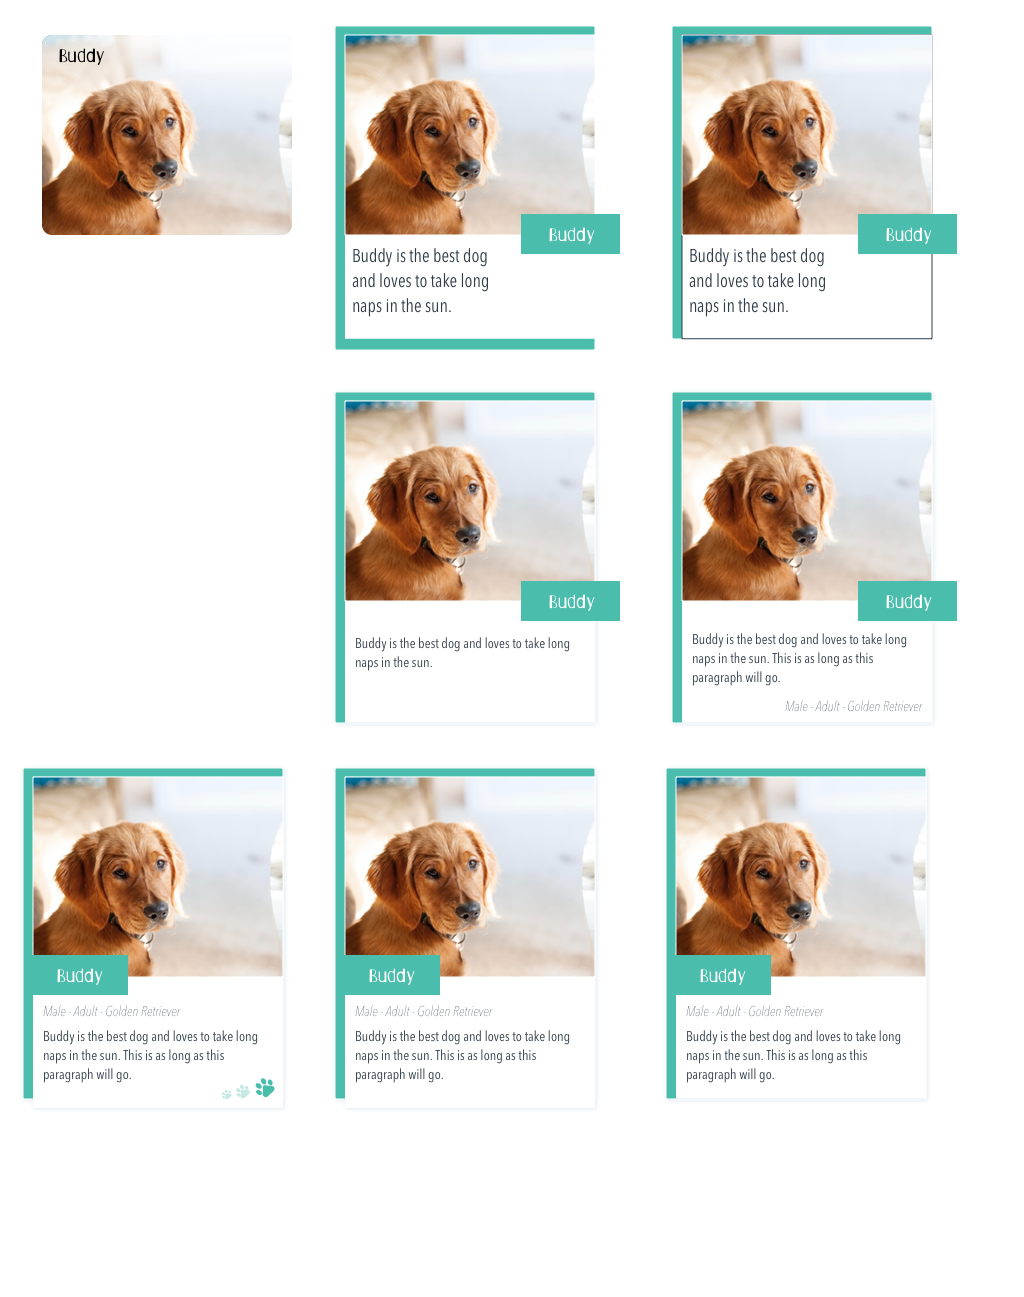 Buddy
Buddy
Buddy is the best dog
and loves to take long
naps in the sun.
Buddy
Buddy is the best dog
and loves to take long
naps in the sun.
Buddy
Buddy is the best dog and loves to take long
naps in the sun.
Buddy
Buddy is the best dog and loves to take long
naps in the sun. This is as long as this
paragraph will go.
Male - Adult - Golden Retriever
Buddy
Male - Adult - Golden Retriever
Buddy is the best dog and loves to take long
naps in the sun. This is as long as this
paragraph will go.
Buddy
Male - Adult - Golden Retriever
Buddy is the best dog and loves to take long
naps in the sun. This is as long as this
paragraph will go.
Buddy
Male - Adult - Golden Retriever
Buddy is the best dog and loves to take long
naps in the sun. This is as long as this
paragraph will go.